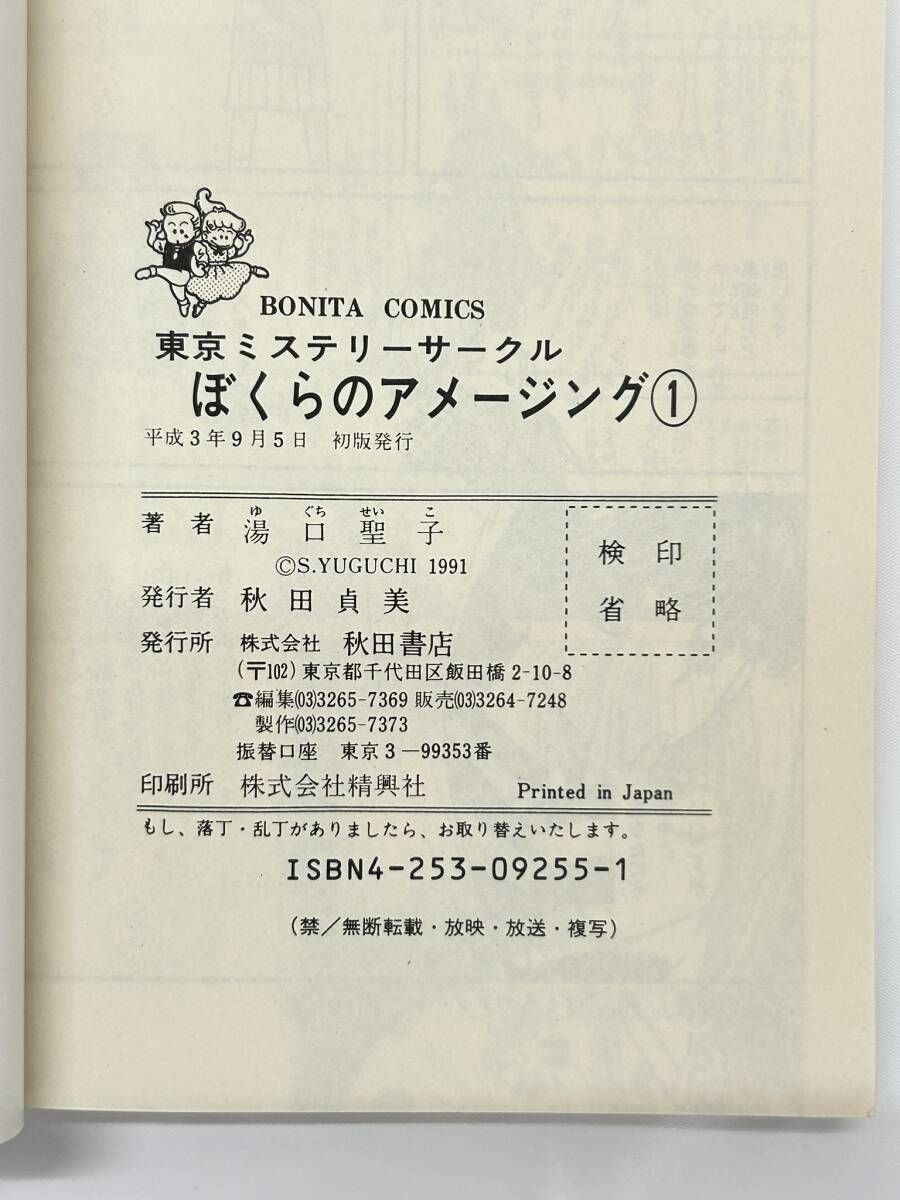 BONITA COMICS
東京ミステリーサークル
ぼくらのアメージング①
平成3年9月5日 初版発行
著者 湯口聖子
ゆ ぐち せい こ
©S.YUGUCHI 1991
検印
省略
発行者 秋田貞美
発行所 株式会社 秋田書店
(〒102) 東京都千代田区飯田橋2-10-8
☎編集(03)3265-7369 販売(03)3264-7248
製作(03)3265-7373
振替口座 東京3-99353番
印刷所 株式会社精興社 Printed in Japan
もし、落丁・乱丁がありましたら、お取り替えいたします。
ISBN4-253-09255-1
(禁/無断転載・放映・放送・複写)